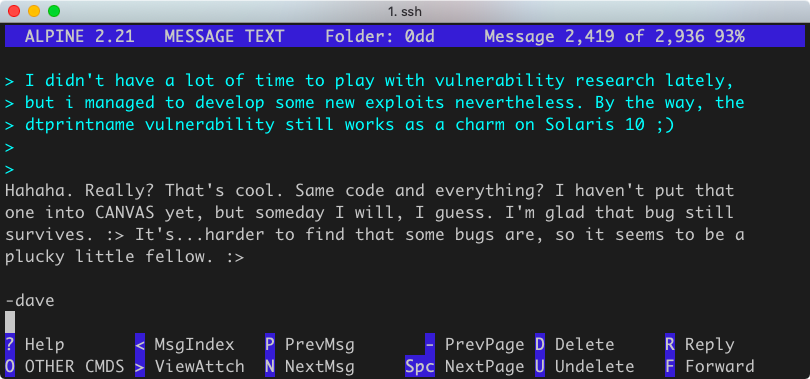 1. ssh
ALPINE 2.21   MESSAGE TEXT    Folder: 0dd      Message 2,419 of 2,936 93%
> I didn't have a lot of time to play with vulnerability research lately,
> but i managed to develop some new exploits nevertheless. By the way, the
> dtprintname vulnerability still works as a charm on Solaris 10 ;)
>
>
Hahaha. Really? That's cool. Same code and everything? I haven't put that
one into CANVAS yet, but someday I will, I guess. I'm glad that bug still
survives. :> It's...harder to find that some bugs are, so it seems to be a
plucky little fellow. :>
-dave
? Help       < MsgIndex   P PrevMsg       - PrevPage D Delete     R Reply
O OTHER CMDS > ViewAttch  N NextMsg     Spc NextPage U Undelete   F Forward